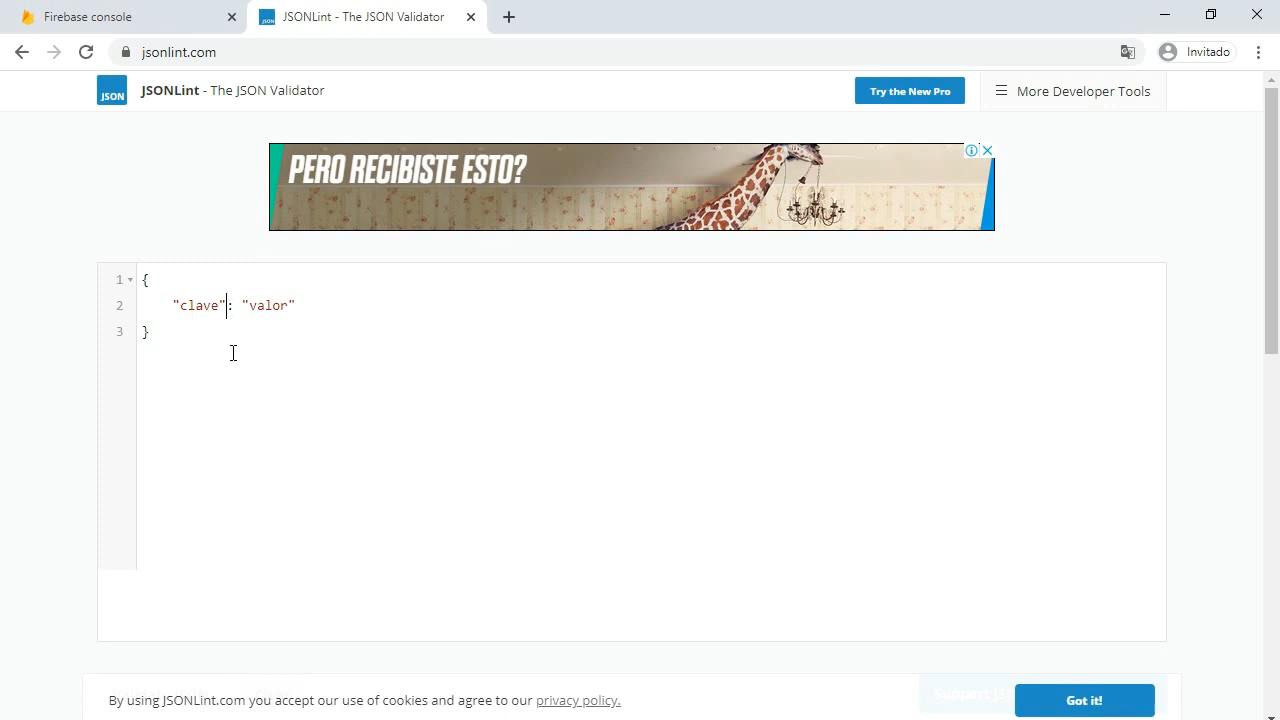 Firebase console
JSONLint - The JSON Validator
jsonlint.com
Invitado
JSON
JSONLint - The JSON Validator
Try the New Pro
More Developer Tools
PERO RECIBISTE ESTO?
1 {
2 "clave": "valor"
3 }
By using JSONLint.com you accept our use of cookies and agree to our privacy policy.
Got it!